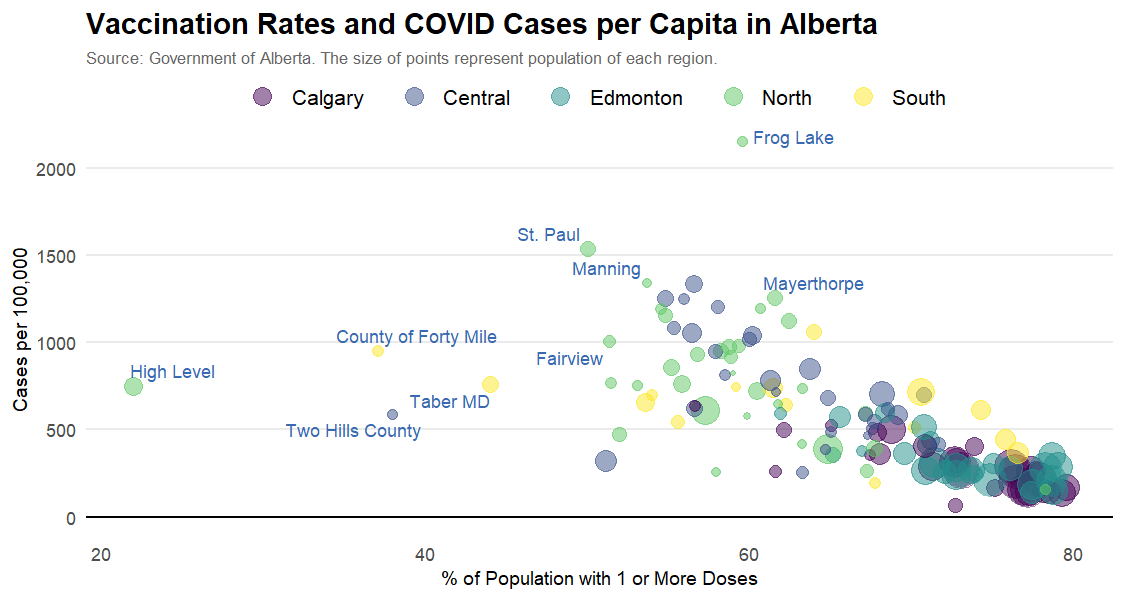 Vaccination Rates and COVID Cases per Capita in Alberta
Source: Government of Alberta. The size of points represent population of each region.
Calgary Central Edmonton North South
Frog Lake
2000
St. Paul
1500
Manning
Mayerthorpe
Cases per 100,000
1000
County of Forty Mile
Fairview
High Level
Taber MD
500
Two Hills County
0
20 40 60 80
% of Population with 1 or More Doses